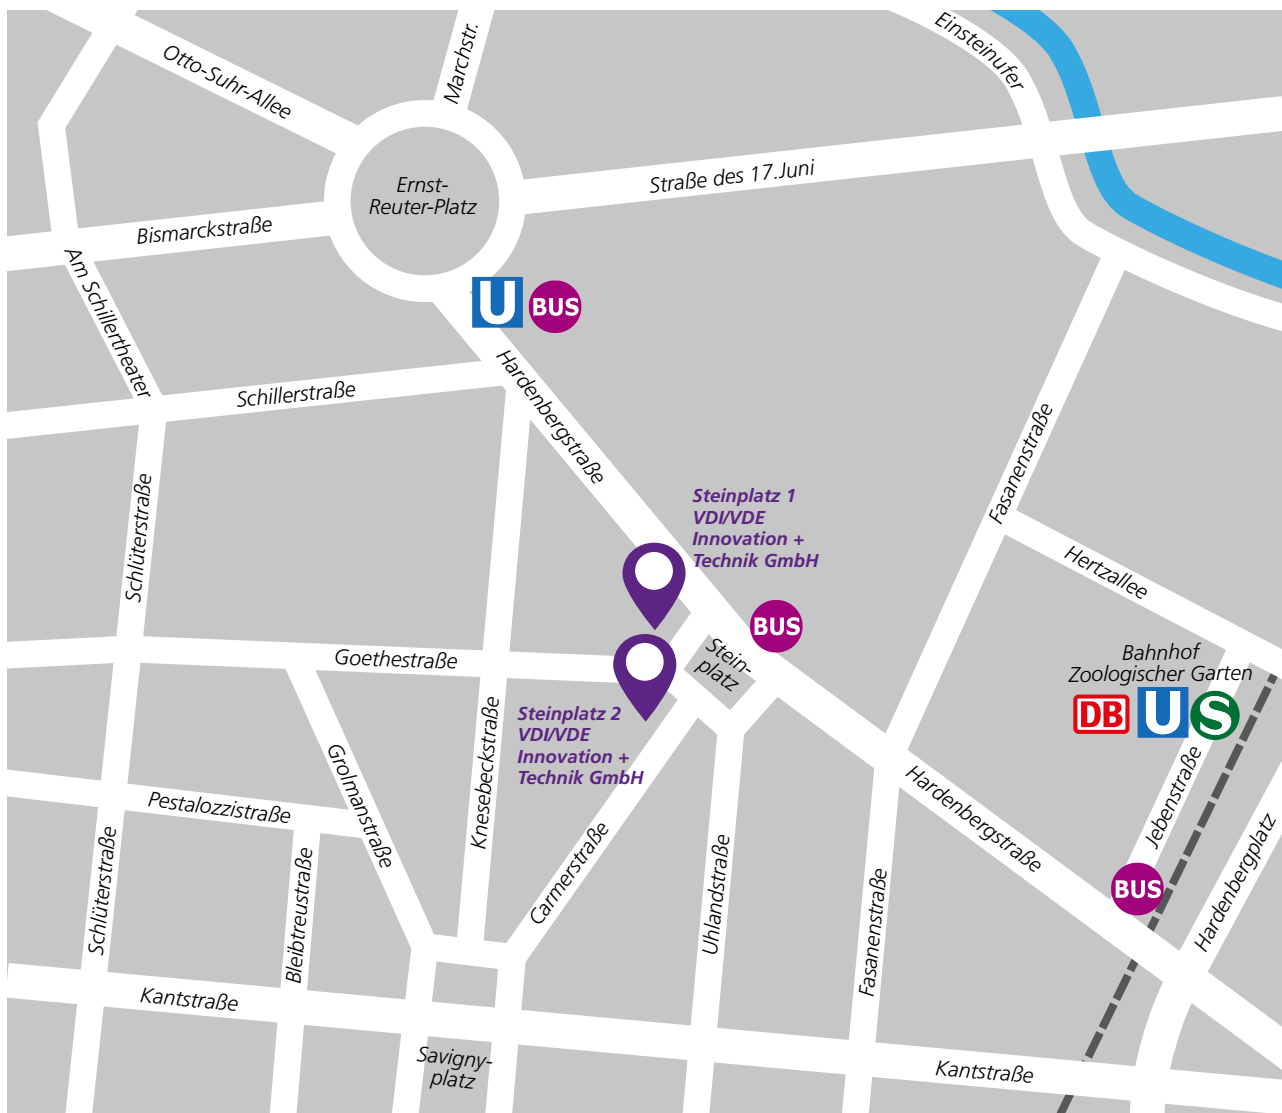 Einsteinufer
Marchstr.
Otto-Suhr-Allee
Straße des 17.Juni
Ernst-
Reuter-Platz
Bismarckstraße
Am Schillertheater
U
BUS
Hardenbergstraße
Schillerstraße
Fasanenstraße
Schlüterstraße
Steinplatz 1
VDI/VDE
Innovation +
Technik GmbH
Hertzallee
BUS
Stein-
platz
Goethestraße
Bahnhof
Zoologischer Garten
DB
U
S
Steinplatz 2
VDI/VDE
Innovation +
Technik GmbH
Knesebeckstraße
Grolmanstraße
Pestalozzistraße
Hardenbergstraße
Jebenstraße
Hardenbergplatz
Carmerstraße
Uhlandstraße
Schlüterstraße
Bleibtreustraße
Fasanenstraße
BUS
Kantstraße
Savigny-
platz
Kantstraße